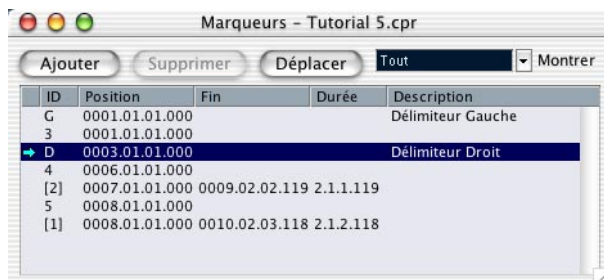 Marqueurs – Tutorial 5.cpr
Ajouter Supprimer Déplacer Tout Montrer
ID Position Fin Durée Description
G 0001.01.01.000 Délimiteur Gauche
3 0001.01.01.000
D 0003.01.01.000 Délimiteur Droit
4 0006.01.01.000
[2] 0007.01.01.000 0009.02.02.119 2.1.1.119
5 0008.01.01.000
[1] 0008.01.01.000 0010.02.03.118 2.1.2.118